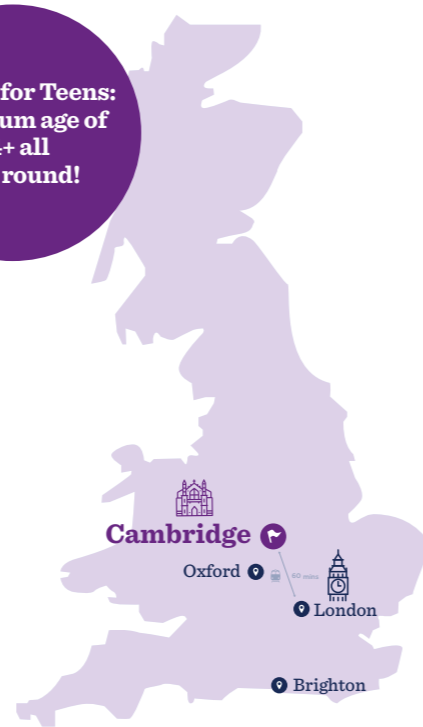 for Teens:
um age of
+ all
round!
Cambridge
Oxford
60 mins
London
Brighton